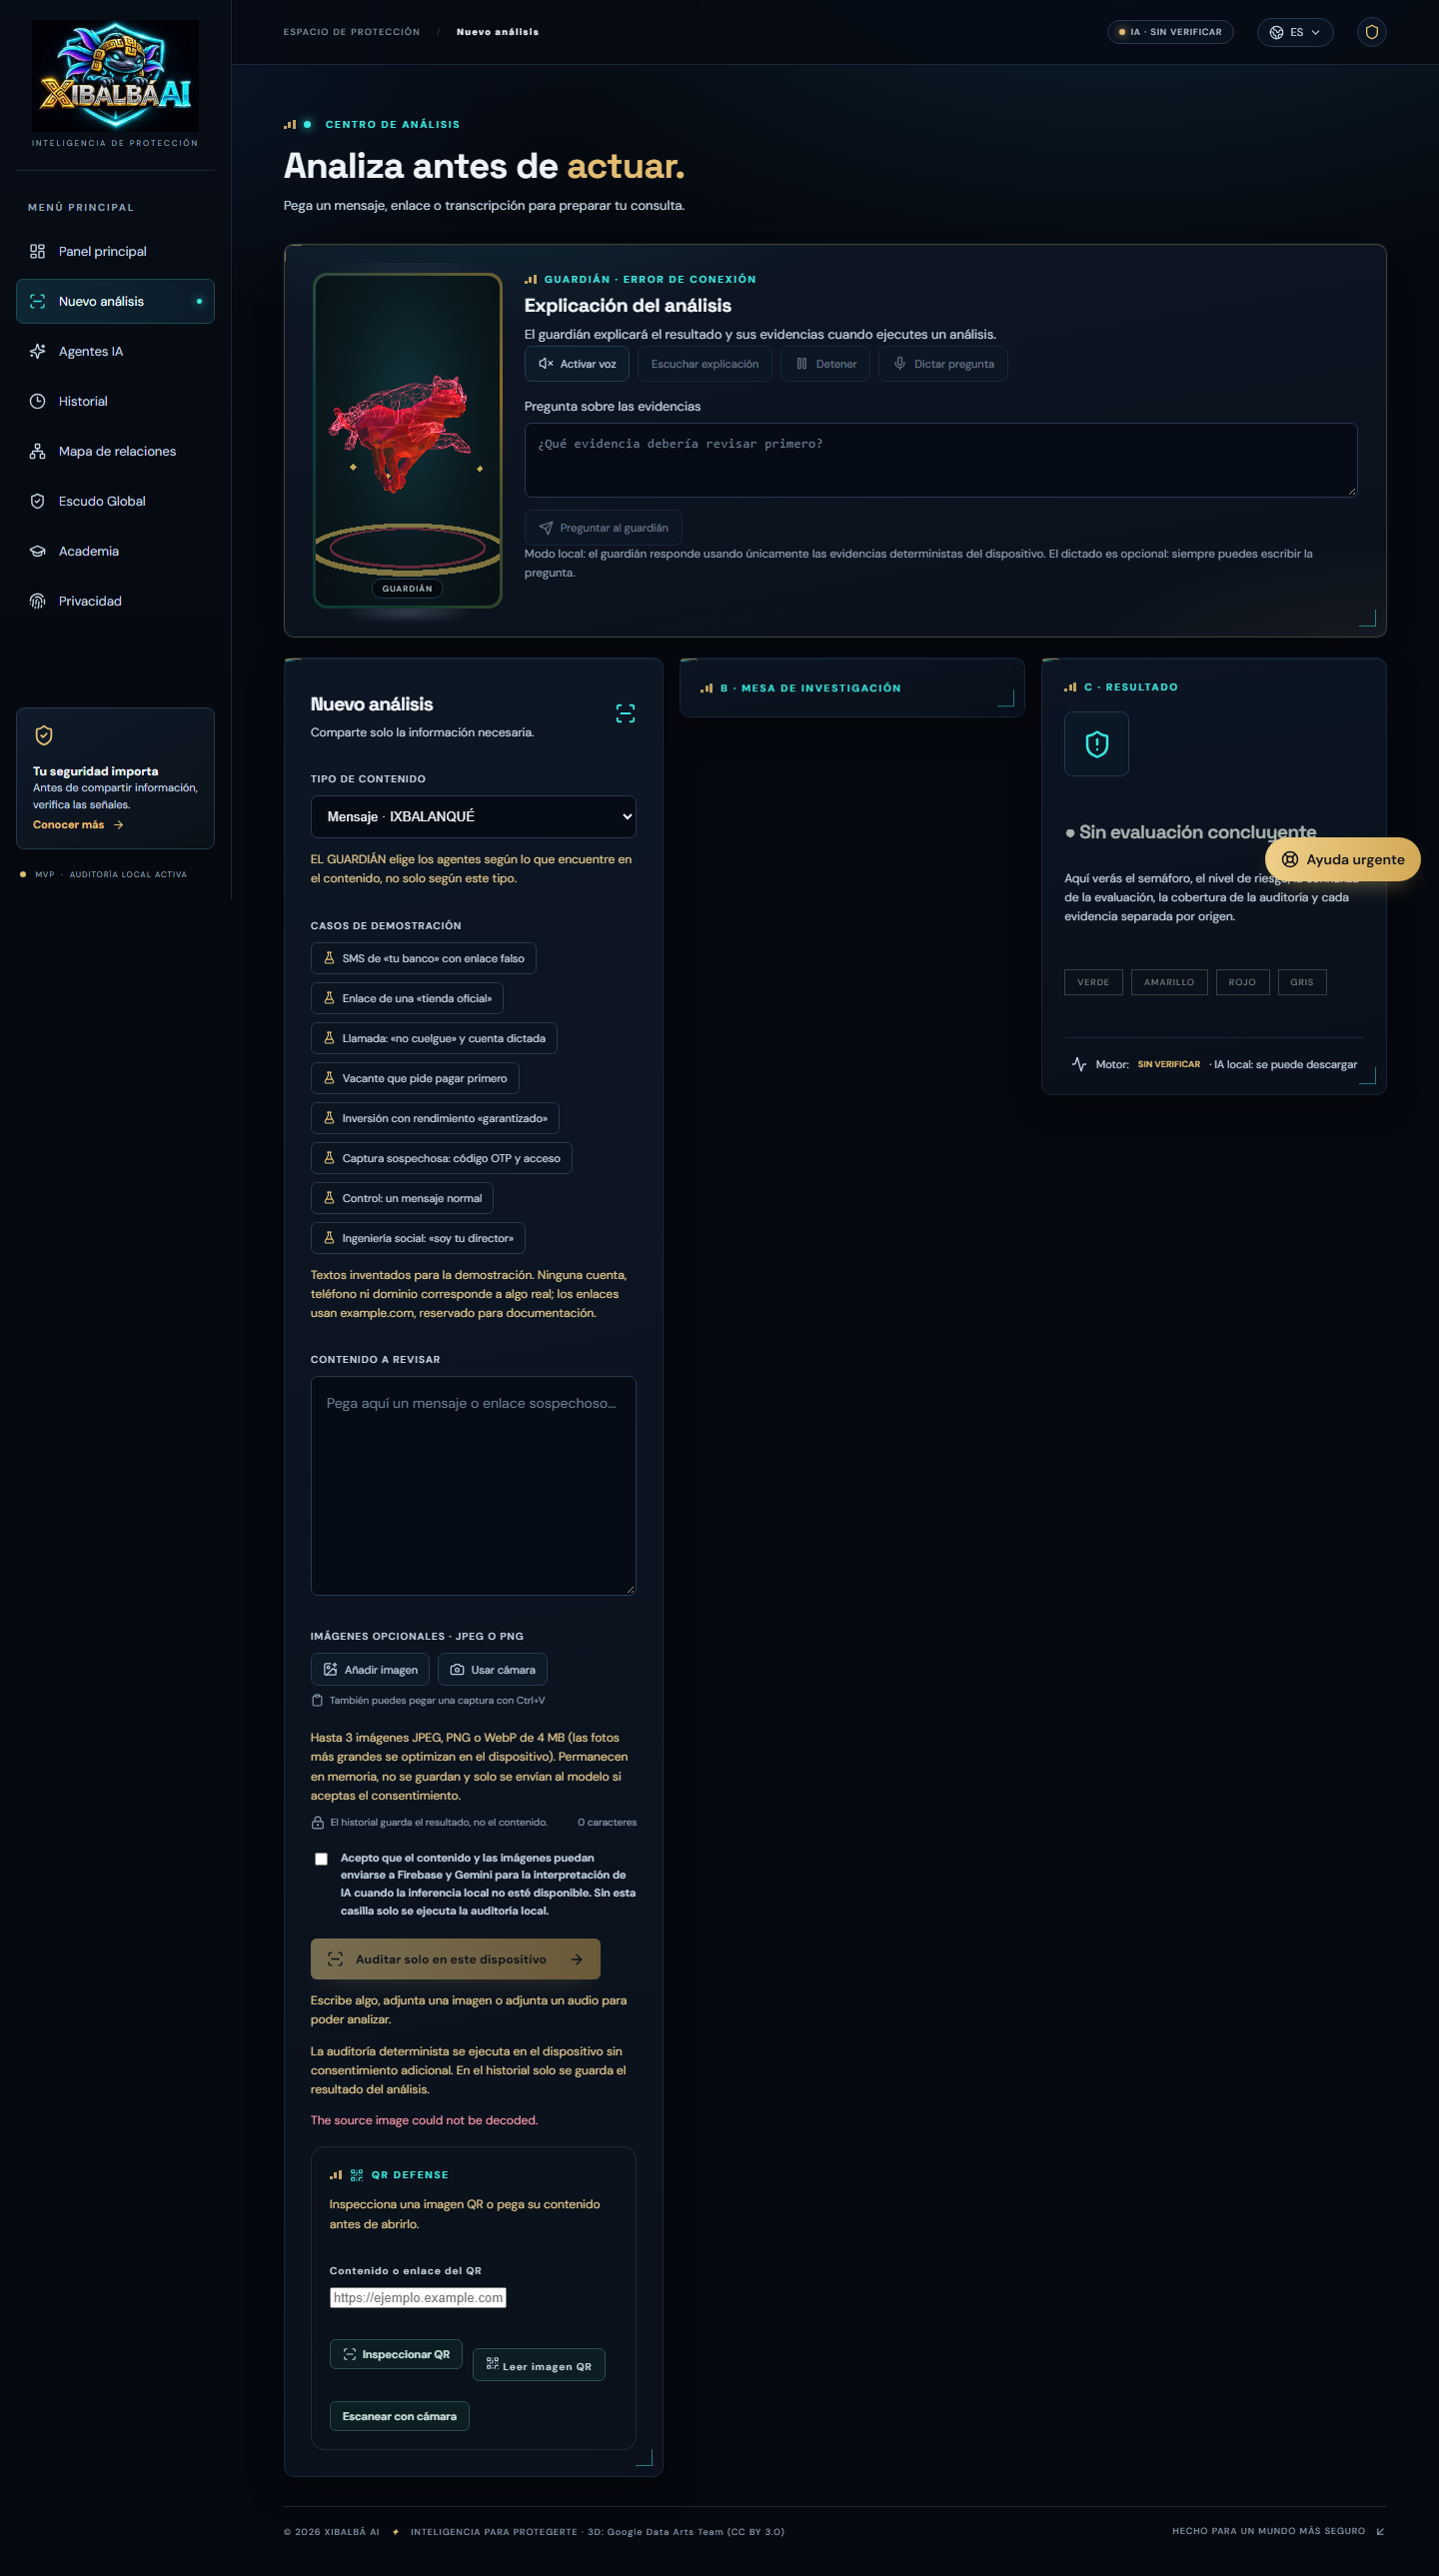 XIBALBÁ AI
INTELIGENCIA DE PROTECCIÓN
MENÚ PRINCIPAL
Panel principal
Nuevo análisis
Agentes IA
Historial
Mapa de relaciones
Escudo Global
Academia
Privacidad
Tu seguridad importa
Antes de compartir información,
verifica las señales.
Conocer más
MVP · AUDITORÍA LOCAL ACTIVA
ESPACIO DE PROTECCIÓN / Nuevo análisis
IA · SIN VERIFICAR
ES
CENTRO DE ANÁLISIS
Analiza antes de actuar.
Pega un mensaje, enlace o transcripción para preparar tu consulta.
GUARDIÁN
GUARDIÁN · ERROR DE CONEXIÓN
Explicación del análisis
El guardián explicará el resultado y sus evidencias cuando ejecutes un análisis.
Activar voz
Escuchar explicación
Detener
Dictar pregunta
Pregunta sobre las evidencias
¿Qué evidencia debería revisar primero?
Preguntar al guardián
Modo local: el guardián responde usando únicamente las evidencias deterministas del dispositivo. El dictado es opcional: siempre puedes escribir la
pregunta.
Nuevo análisis
Comparte solo la información necesaria.
TIPO DE CONTENIDO
Mensaje · IXBALANQUÉ
EL GUARDIÁN elige los agentes según lo que encuentre en
el contenido, no solo según este tipo.
CASOS DE DEMOSTRACIÓN
SMS de «tu banco» con enlace falso
Enlace de una «tienda oficial»
Llamada: «no cuelgue» y cuenta dictada
Vacante que pide pagar primero
Inversión con rendimiento «garantizado»
Captura sospechosa: código OTP y acceso
Control: un mensaje normal
Ingeniería social: «soy tu director»
Textos inventados para la demostración. Ninguna cuenta,
teléfono ni dominio corresponde a algo real; los enlaces
usan example.com, reservado para documentación.
CONTENIDO A REVISAR
Pega aquí un mensaje o enlace sospechoso...
IMÁGENES OPCIONALES · JPEG O PNG
Añadir imagen
Usar cámara
También puedes pegar una captura con Ctrl+V
Hasta 3 imágenes JPEG, PNG o WebP de 4 MB (las fotos
más grandes se optimizan en el dispositivo). Permanecen
en memoria, no se guardan y solo se envían al modelo si
aceptas el consentimiento.
El historial guarda el resultado, no el contenido.
0 caracteres
Acepto que el contenido y las imágenes puedan
enviarse a Firebase y Gemini para la interpretación de
IA cuando la inferencia local no esté disponible. Sin esta
casilla solo se ejecuta la auditoría local.
Auditar solo en este dispositivo
Escribe algo, adjunta una imagen o adjunta un audio para
poder analizar.
La auditoría determinista se ejecuta en el dispositivo sin
consentimiento adicional. En el historial solo se guarda el
resultado del análisis.
The source image could not be decoded.
QR DEFENSE
Inspecciona una imagen QR o pega su contenido
antes de abrirlo.
Contenido o enlace del QR
https://ejemplo.example.com
Inspeccionar QR
Leer imagen QR
Escanear con cámara
B · MESA DE INVESTIGACIÓN
C · RESULTADO
● Sin evaluación concluyente
Ayuda urgente
Aquí verás el semáforo, el nivel de
de la evaluación, la cobertura de la auditoría y cada
evidencia separada por origen.
VERDE
AMARILLO
ROJO
GRIS
Motor: SIN VERIFICAR · IA local: se puede descargar
© 2026 XIBALBÁ AI ✦ INTELIGENCIA PARA PROTEGERTE · 3D: Google Data Arts Team (CC BY 3.0)
HECHO PARA UN MUNDO MÁS SEGURO